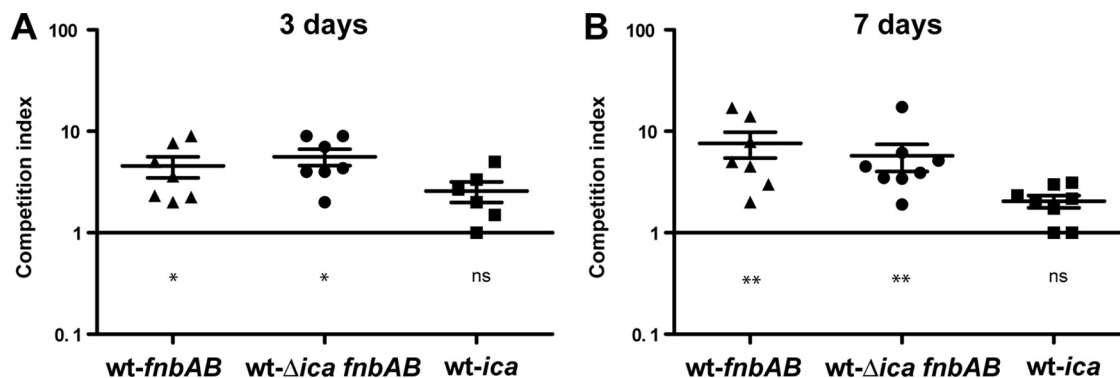 A
3 days
Competition index
100
10
1
0.1
*
*
ns
wt-fnbAB
wt-Δica fnbAB
wt-ica
B
7 days
Competition index
100
10
1
0.1
**
**
ns
wt-fnbAB
wt-Δica fnbAB
wt-ica